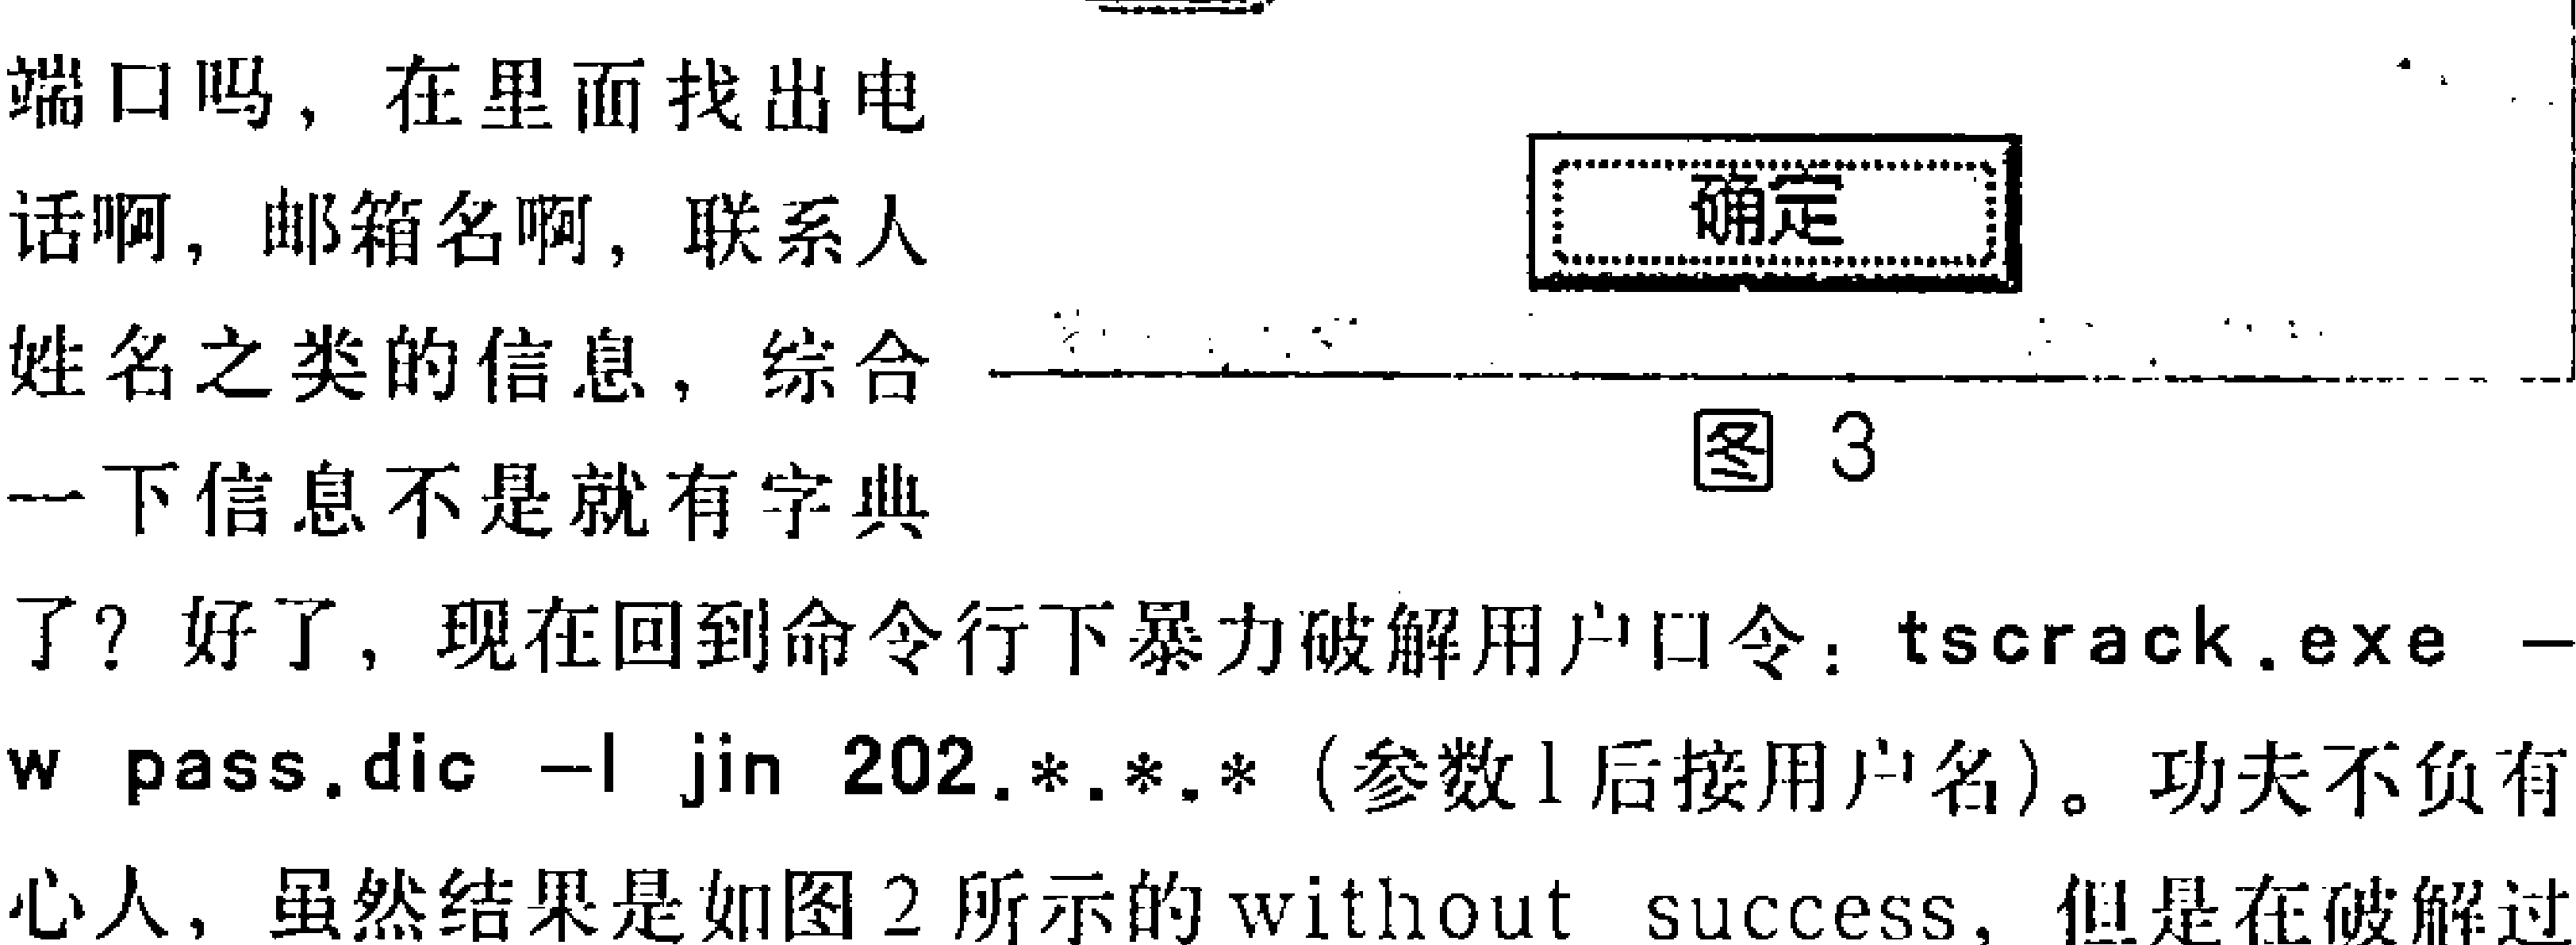 端口吗，在里面找出电
话啊，邮箱名啊，联系人
姓名之类的信息，综合
一下信息不是就有字典
确定
图 3
了？好了，现在回到命令行下暴力破解用户口令：tscrack.exe –
w pass.dic –l jin 202.*.*.*（参数l后接用户名）。功夫不负有
心人，虽然结果是如图2所示的without success，但是在破解过